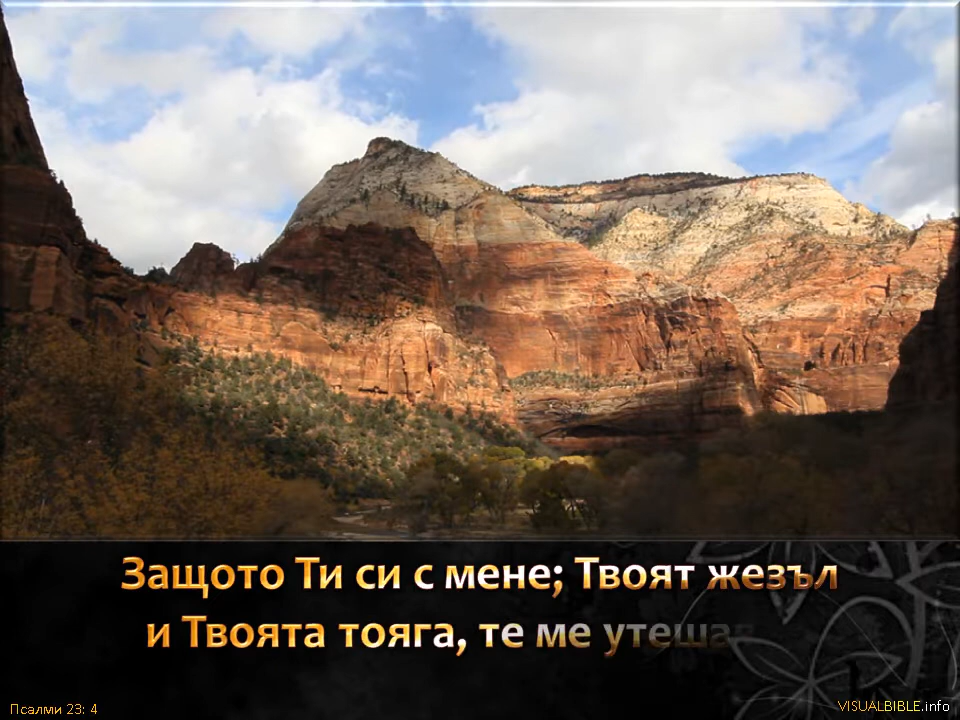 Защото Ти си с мене; Твоят жезъл
и Твоята тояга, те ме
Псалми 23: 4
VISUALBIBLE.info